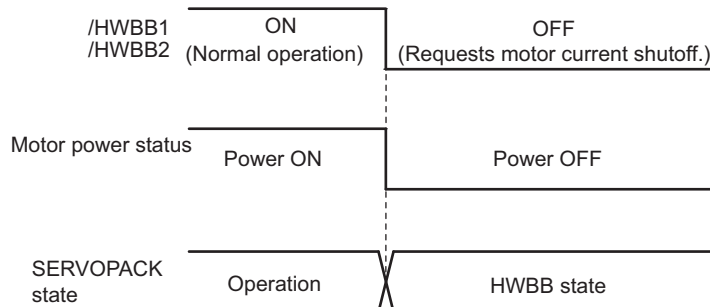 /HWBB1
/HWBB2
ON
(Normal operation)
OFF
(Requests motor current shutoff.)
Motor power status
Power ON
Power OFF
SERVOPACK
state
Operation
HWBB state